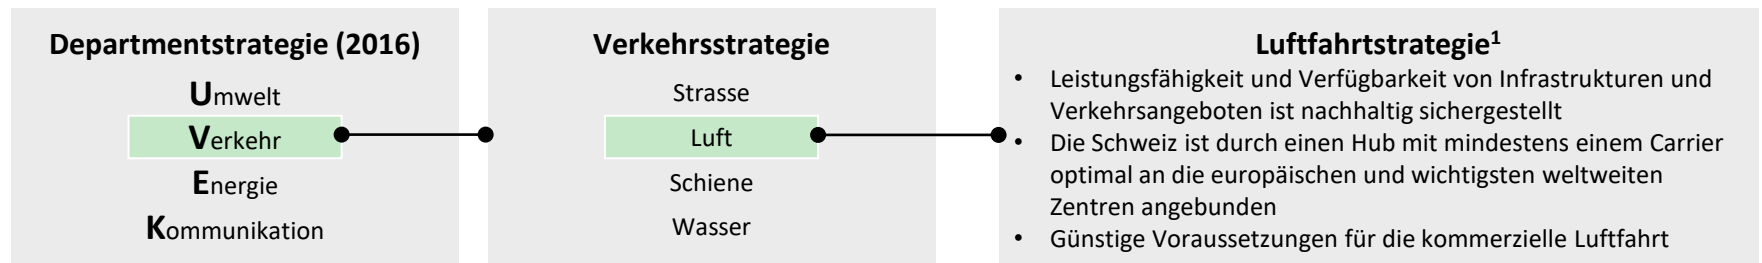 Departmentstrategie (2016)
Umwelt
Verkehr
Energie
Kommunikation
Verkehrsstrategie
Strasse
Luft
Schiene
Wasser
Luftfahrtstrategie¹
• Leistungsfähigkeit und Verfügbarkeit von Infrastrukturen und
Verkehrsangeboten ist nachhaltig sichergestellt
• Die Schweiz ist durch einen Hub mit mindestens einem Carrier
optimal an die europäischen und wichtigsten weltweiten
Zentren angebunden
• Günstige Voraussetzungen für die kommerzielle Luftfahrt